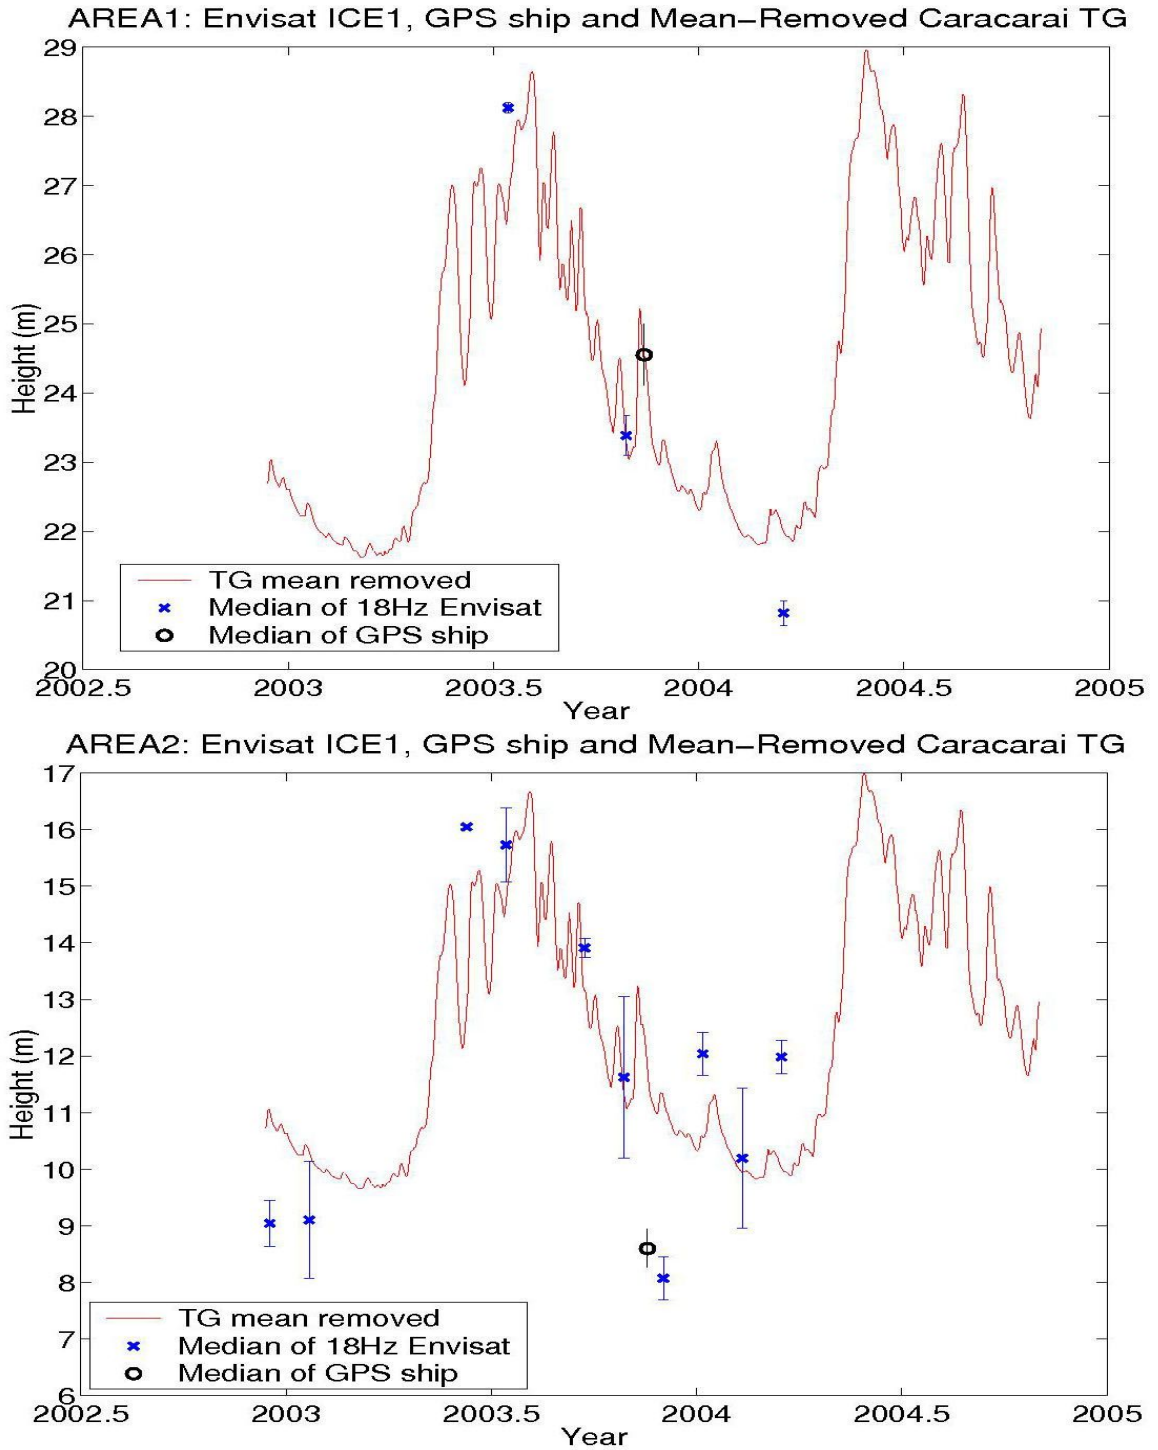 AREA1: Envisat ICE1, GPS ship and Mean−Removed Caracarai TG
29
28
27
26
25
24
23
22
21
20
Height (m)
TG mean removed
Median of 18Hz Envisat
Median of GPS ship
2002.5 2003 2003.5 2004 2004.5 2005
Year
AREA2: Envisat ICE1, GPS ship and Mean−Removed Caracarai TG
17
16
15
14
13
12
11
10
9
8
7
6
Height (m)
TG mean removed
Median of 18Hz Envisat
Median of GPS ship
2002.5 2003 2003.5 2004 2004.5 2005
Year